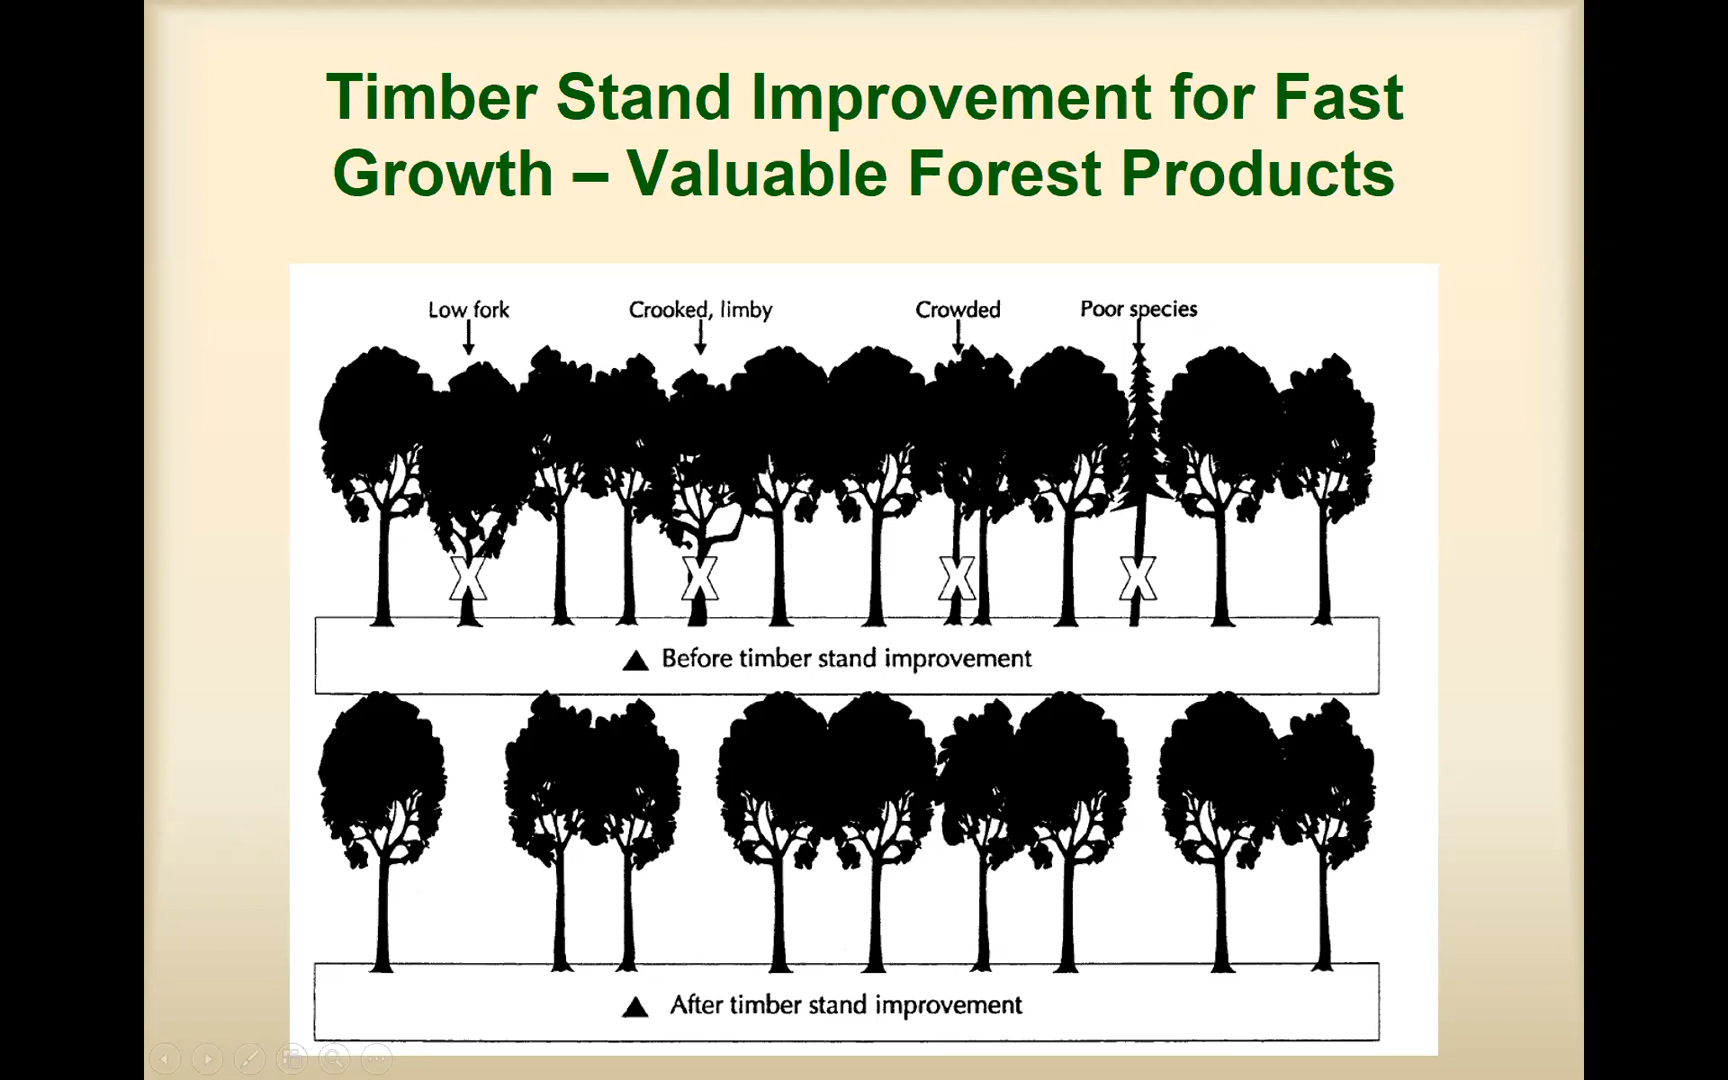 Timber Stand Improvement for Fast
Growth – Valuable Forest Products
Low fork
Crooked, limby
Crowded
Poor species
X X X X
▲ Before timber stand improvement
▲ After timber stand improvement